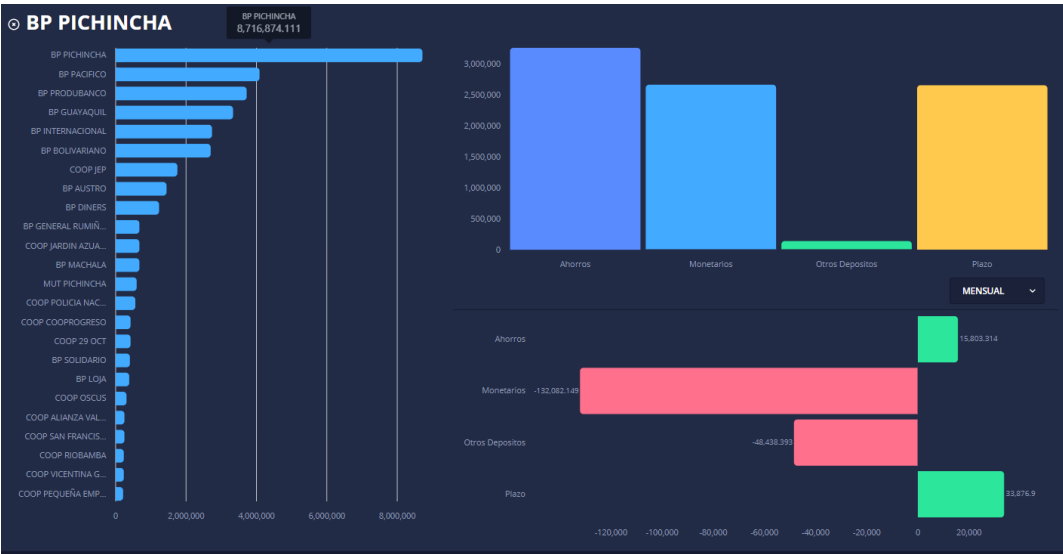 BP PICHINCHA
BP PICHINCHA
8,716,874.111
BP PICHINCHA
BP PACIFICO
BP PRODUBANCO
BP GUAYAQUIL
BP INTERNACIONAL
BP BOLIVARIANO
COOP JEP
BP AUSTRO
BP DINERS
BP GENERAL RUMIÑ...
COOP JARDIN AZUA...
BP MACHALA
MUT PICHINCHA
COOP POLICIA NAC...
COOP COOPROGRESO
COOP 29 OCT
BP SOLIDARIO
BP LOJA
COOP OSCUS
COOP ALIANZA VAL...
COOP SAN FRANCIS...
COOP RIOBAMBA
COOP VICENTINA G...
COOP PEQUEÑA EMP...
0 2,000,000 4,000,000 6,000,000 8,000,000
3,000,000
2,500,000
2,000,000
1,500,000
1,000,000
500,000
0
Ahorros Monetarios Otros Depositos Plazo
MENSUAL
Ahorros 15,803.314
Monetarios -132,082.149
Otros Depositos -48,438.393
Plazo 33,876.9
-120,000 -100,000 -80,000 -60,000 -40,000 -20,000 0 20,000